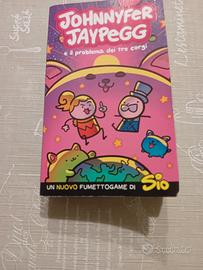 JOHNNYFER
JAYPEGG
e il problema dei tre corgi
UN NUOVO FUMETTOGAME DI Sio